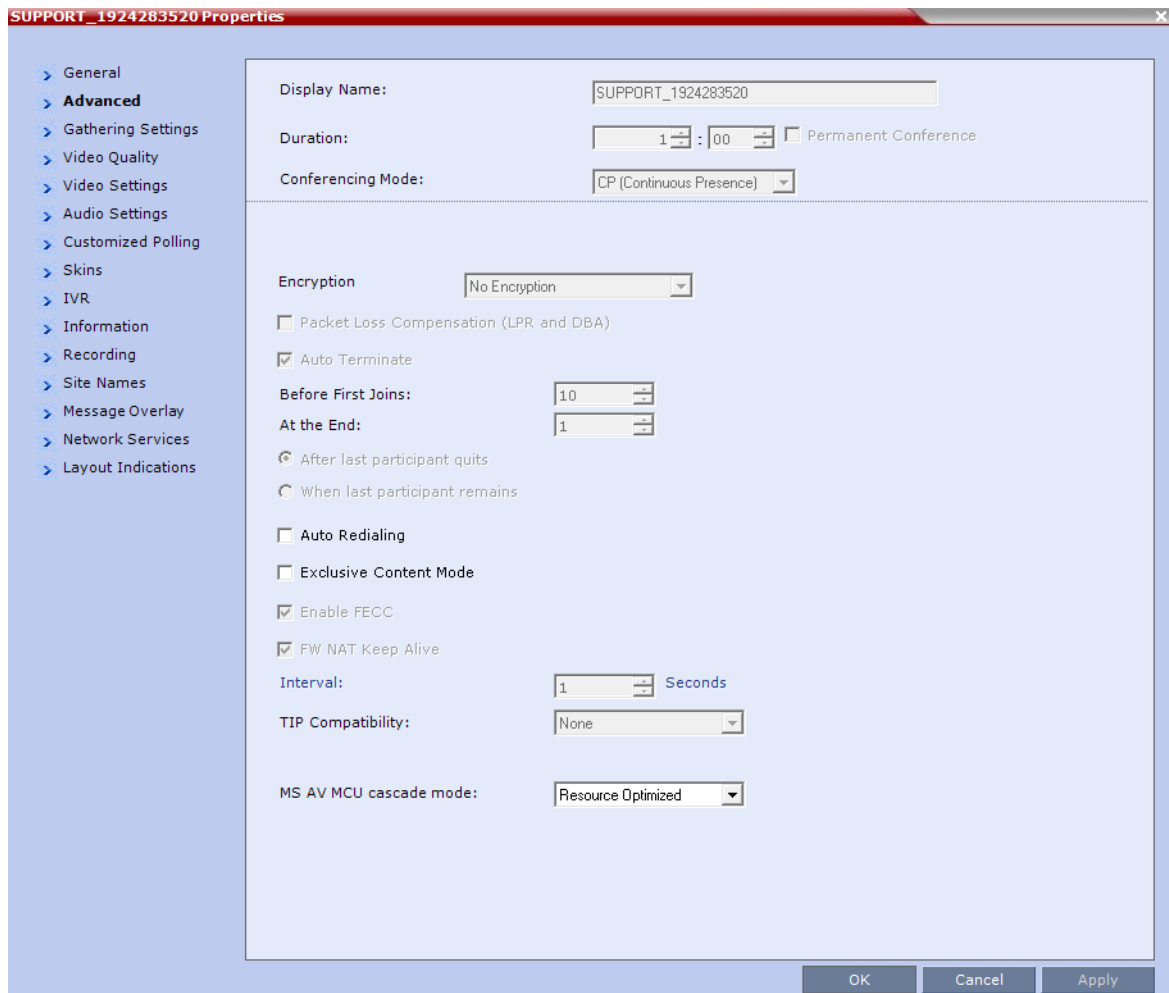 SUPPORT_1924283520 Properties
General
Advanced
Gathering Settings
Video Quality
Video Settings
Audio Settings
Customized Polling
Skins
IVR
Information
Recording
Site Names
Message Overlay
Network Services
Layout Indications
Display Name: SUPPORT_1924283520
Duration: 1 : 00 Permanent Conference
Conferencing Mode: CP (Continuous Presence)
Encryption No Encryption
Packet Loss Compensation (LPR and DBA)
Auto Terminate
Before First Joins: 10
At the End: 1
After last participant quits
When last participant remains
Auto Redialing
Exclusive Content Mode
Enable FECC
FW NAT Keep Alive
Interval: 1 Seconds
TIP Compatibility: None
MS AV MCU cascade mode: Resource Optimized
OK Cancel Apply